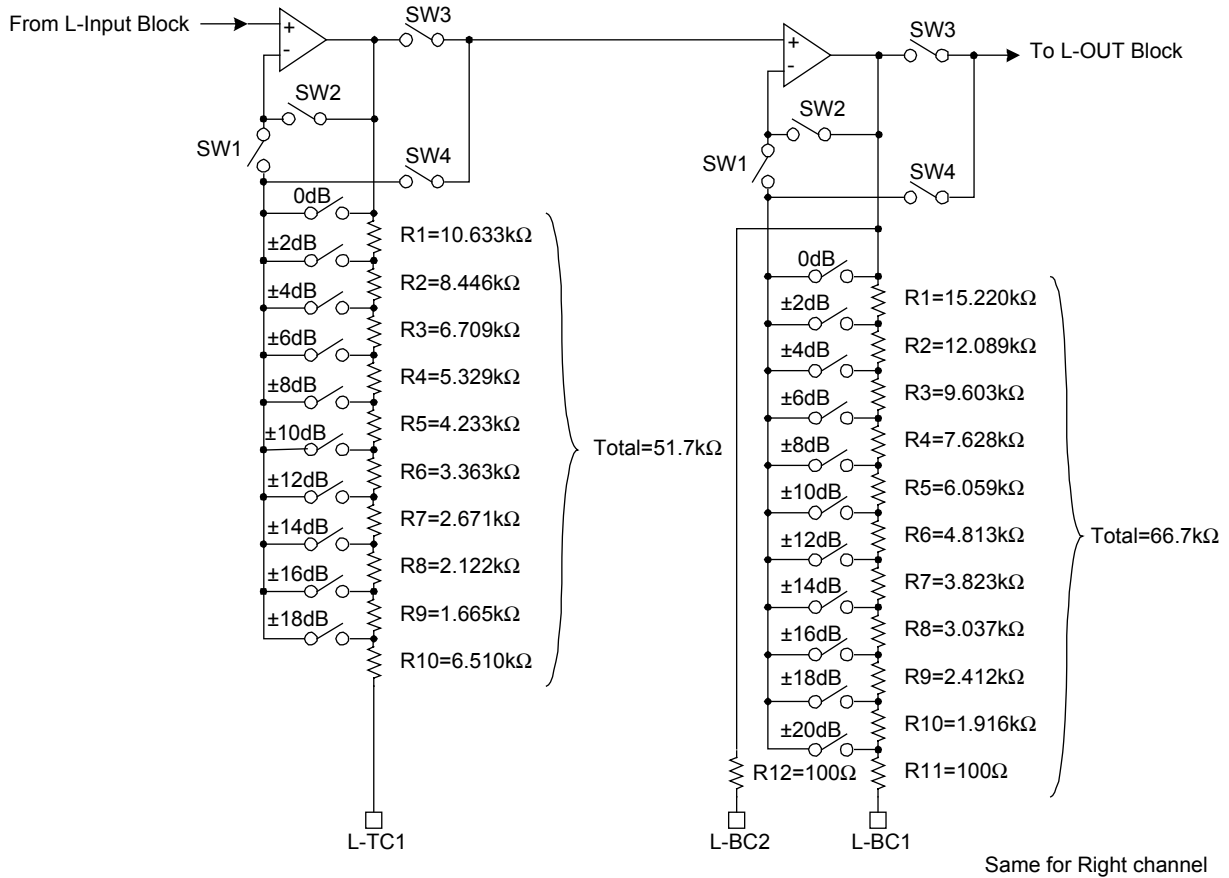 From L-Input Block
+
-
SW3
SW2
SW1
SW4
0dB
±2dB
±4dB
±6dB
±8dB
±10dB
±12dB
±14dB
±16dB
±18dB
R1=10.633kΩ
R2=8.446kΩ
R3=6.709kΩ
R4=5.329kΩ
R5=4.233kΩ
R6=3.363kΩ
R7=2.671kΩ
R8=2.122kΩ
R9=1.665kΩ
R10=6.510kΩ
Total=51.7kΩ
L-TC1
+
-
SW3
To L-OUT Block
SW2
SW1
SW4
0dB
±2dB
±4dB
±6dB
±8dB
±10dB
±12dB
±14dB
±16dB
±18dB
±20dB
R1=15.220kΩ
R2=12.089kΩ
R3=9.603kΩ
R4=7.628kΩ
R5=6.059kΩ
R6=4.813kΩ
R7=3.823kΩ
R8=3.037kΩ
R9=2.412kΩ
R10=1.916kΩ
R12=100Ω
R11=100Ω
Total=66.7kΩ
L-BC2
L-BC1
Same for Right channel